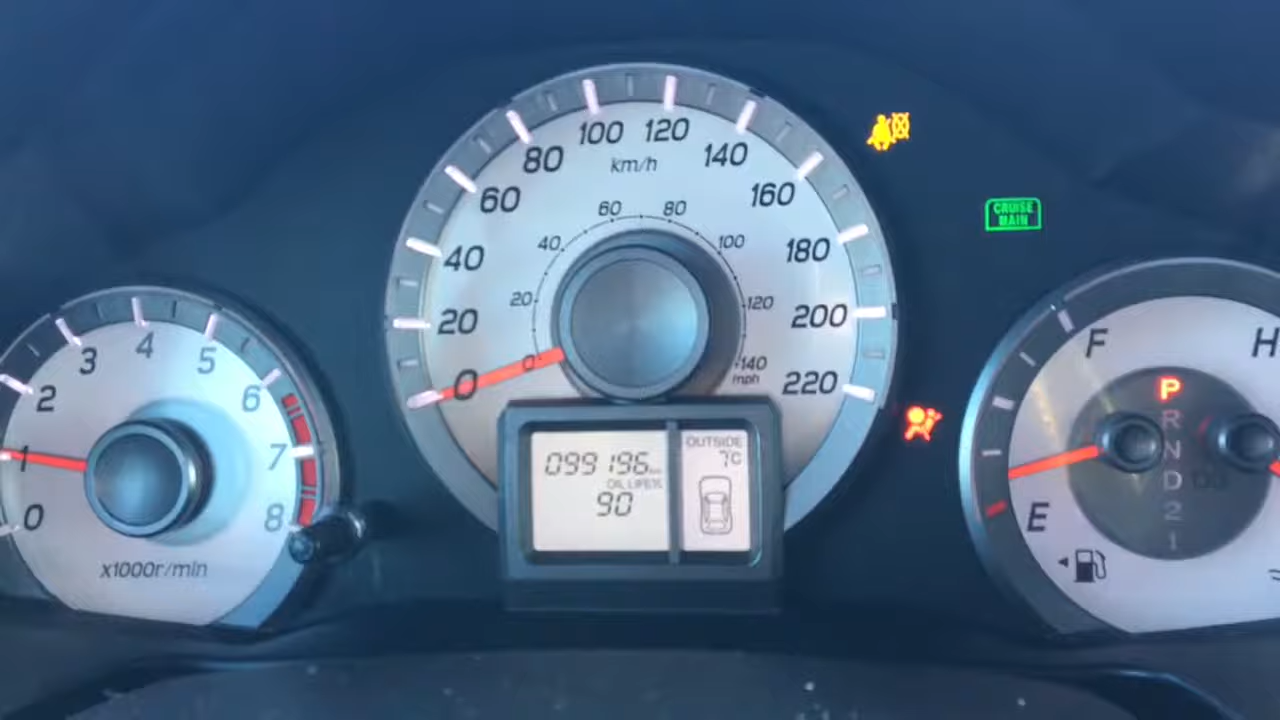 100 120
80 140
km/h
60 160
60 80
40 100
40 180
20 120
20 200
0 0 140
mph
220
CRUISE
MAIN
4
3 5
2 6
1 7
0 8
x1000r/min
099196km
OIL LIFE%
90
OUTSIDE
°C
F H
P
R
N
D
2
1
E